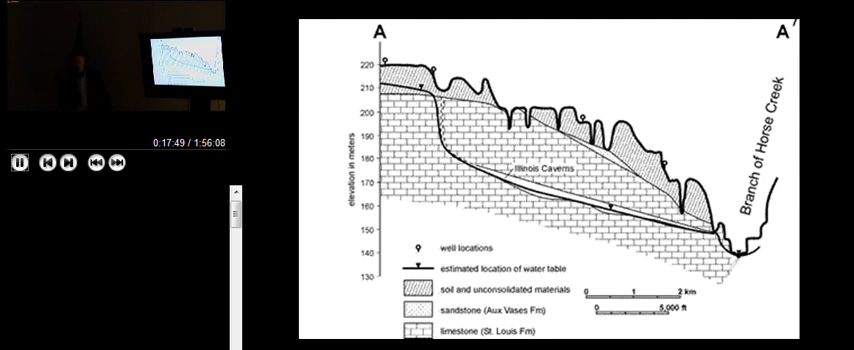 0:17:49 / 1:56:08
A
A'
220
210
200
190
180
170
160
150
140
130
elevation in meters
Illinois Caverns
Branch of Horse Creek
well locations
estimated location of water table
soil and unconsolidated materials
sandstone (Aux Vases Fm)
limestone (St. Louis Fm)
0 1 2 km
0 5,000 ft